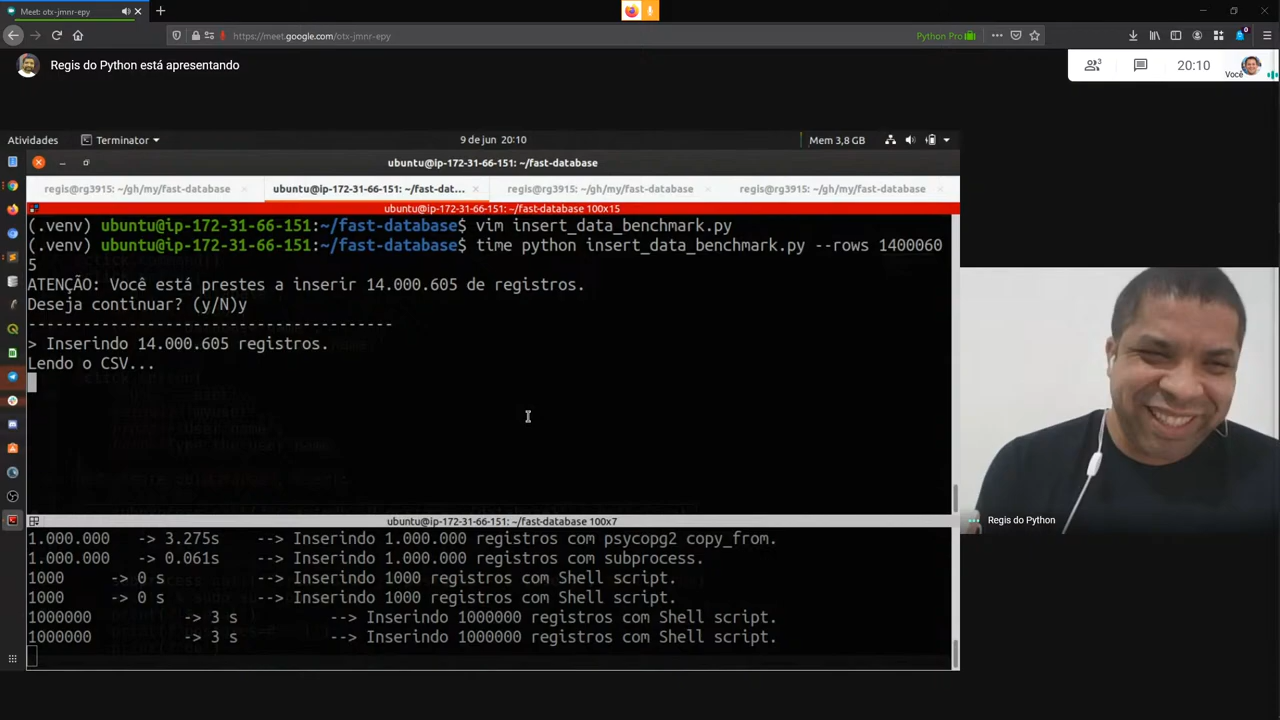 Meet: otx-jmnr-epy
https://meet.google.com/otx-jmnr-epy
Python Pro
Regis do Python está apresentando
3
20:10
Você
Atividades
Terminator
9 de jun 20:10
Mem 3,8 GB
ubuntu@ip-172-31-66-151: ~/fast-database
regis@rg3915: ~/gh/my/fast-database
ubuntu@ip-172-31-66-151: ~/fast-dat...
regis@rg3915: ~/gh/my/fast-database
regis@rg3915: ~/gh/my/fast-database
ubuntu@ip-172-31-66-151: ~/fast-database 100x15
(.venv) ubuntu@ip-172-31-66-151:~/fast-database$ vim insert_data_benchmark.py
(.venv) ubuntu@ip-172-31-66-151:~/fast-database$ time python insert_data_benchmark.py --rows 1400060
5
ATENÇÃO: Você está prestes a inserir 14.000.605 de registros.
Deseja continuar? (y/N)y
----------------------------------------
> Inserindo 14.000.605 registros.
Lendo o CSV...
ubuntu@ip-172-31-66-151: ~/fast-database 100x7
1.000.000 -> 3.275s --> Inserindo 1.000.000 registros com psycopg2 copy_from.
1.000.000 -> 0.061s --> Inserindo 1.000.000 registros com subprocess.
1000 -> 0 s --> Inserindo 1000 registros com Shell script.
1000 -> 0 s --> Inserindo 1000 registros com Shell script.
1000000 -> 3 s --> Inserindo 1000000 registros com Shell script.
1000000 -> 3 s --> Inserindo 1000000 registros com Shell script.
Regis do Python